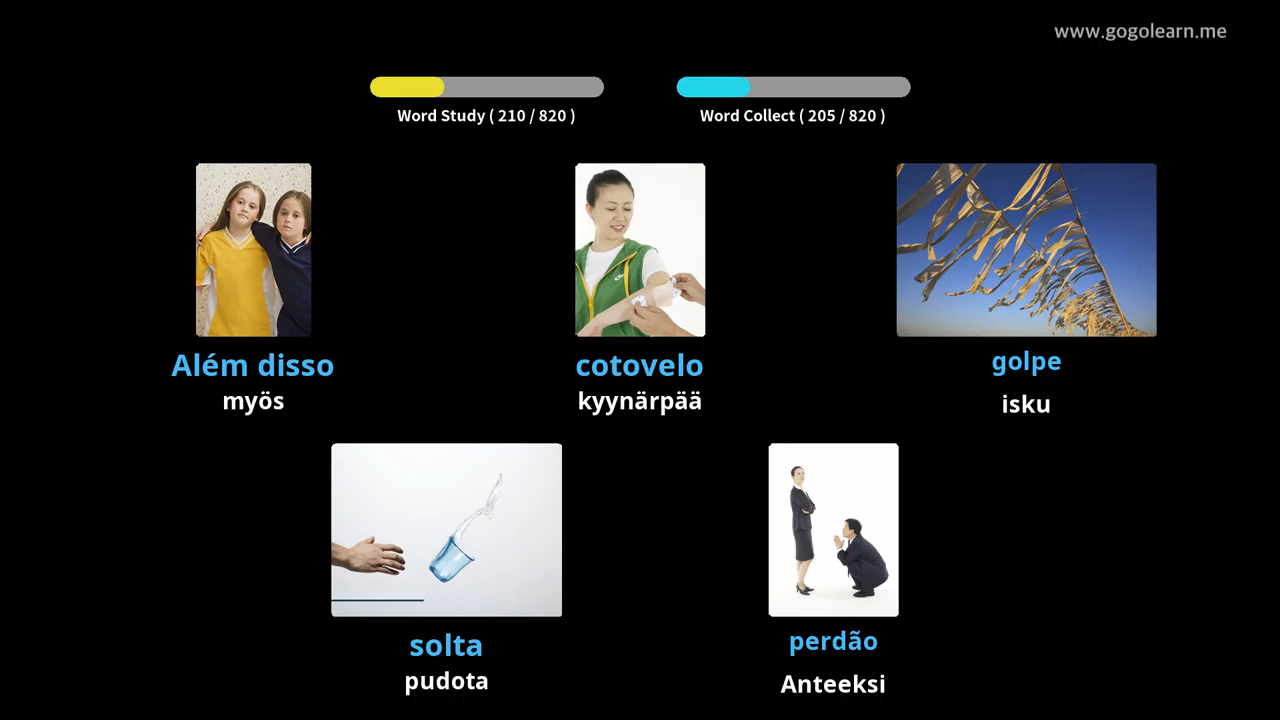 www.gogolearn.me
Word Study ( 210 / 820 )
Word Collect ( 205 / 820 )
Além disso
myös
cotovelo
kyynärpää
golpe
isku
solta
pudota
perdão
Anteeksi